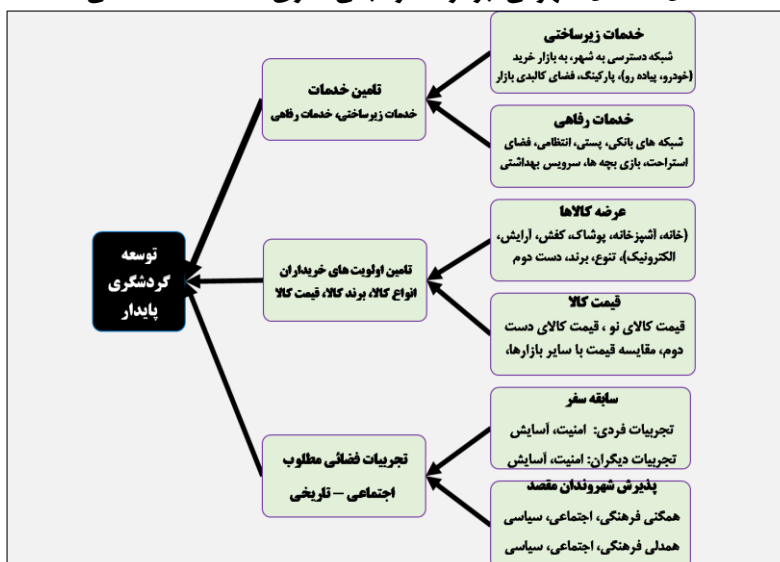 خدمات زیرساختی
شبکه دسترسی به شهر، به بازار خرید
(خودرو، پیاده رو)، پارکینگ، فضای کالبدی بازار
خدمات رفاهی
شبکه های بانکی، پستی، انتظامی، فضای
استراحت، بازی بچه ها، سرویس بهداشتی
تامین خدمات
خدمات زیرساختی، خدمات رفاهی
عرضه کالاها
(خانه، آشپزخانه، پوشاک، کفش، آرایش،
الکترونیک)، تنوع، برند، دست دوم
قیمت کالا
قیمت کالای نو ، قیمت کالای دست
دوم، مقایسه قیمت با سایر بازارها،
تامین اولویت های خریداران
انواع کالا، برند کالا، قیمت کالا
توسعه
گردشگری
پایدار
سابقه سفر
تجربیات فردی: امنیت، آسایش
تجربیات دیگران: امنیت، آسایش
پذیرش شهروندان مقصد
همگنی فرهنگی، اجتماعی، سیاسی
همدلی فرهنگی، اجتماعی، سیاسی
تجربیات فضائی مطلوب
اجتماعی – تاریخی